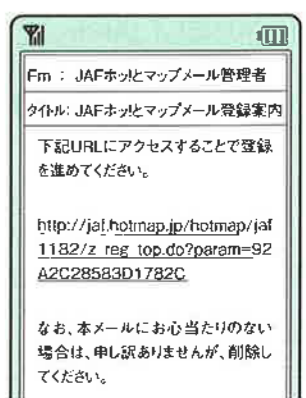 Fm : JAFホッ!とマップメール管理者
タイトル: JAFホッ!とマップメール登録案内
下記URLにアクセスすることで登録
を進めてください。
http://jaf.hotmap.jp/hotmap/jaf
1182/z_reg_top.do?param=92
A2C28583D1782C
なお、本メールにお心当たりのない
場合は、申し訳ありませんが、削除し
てください。